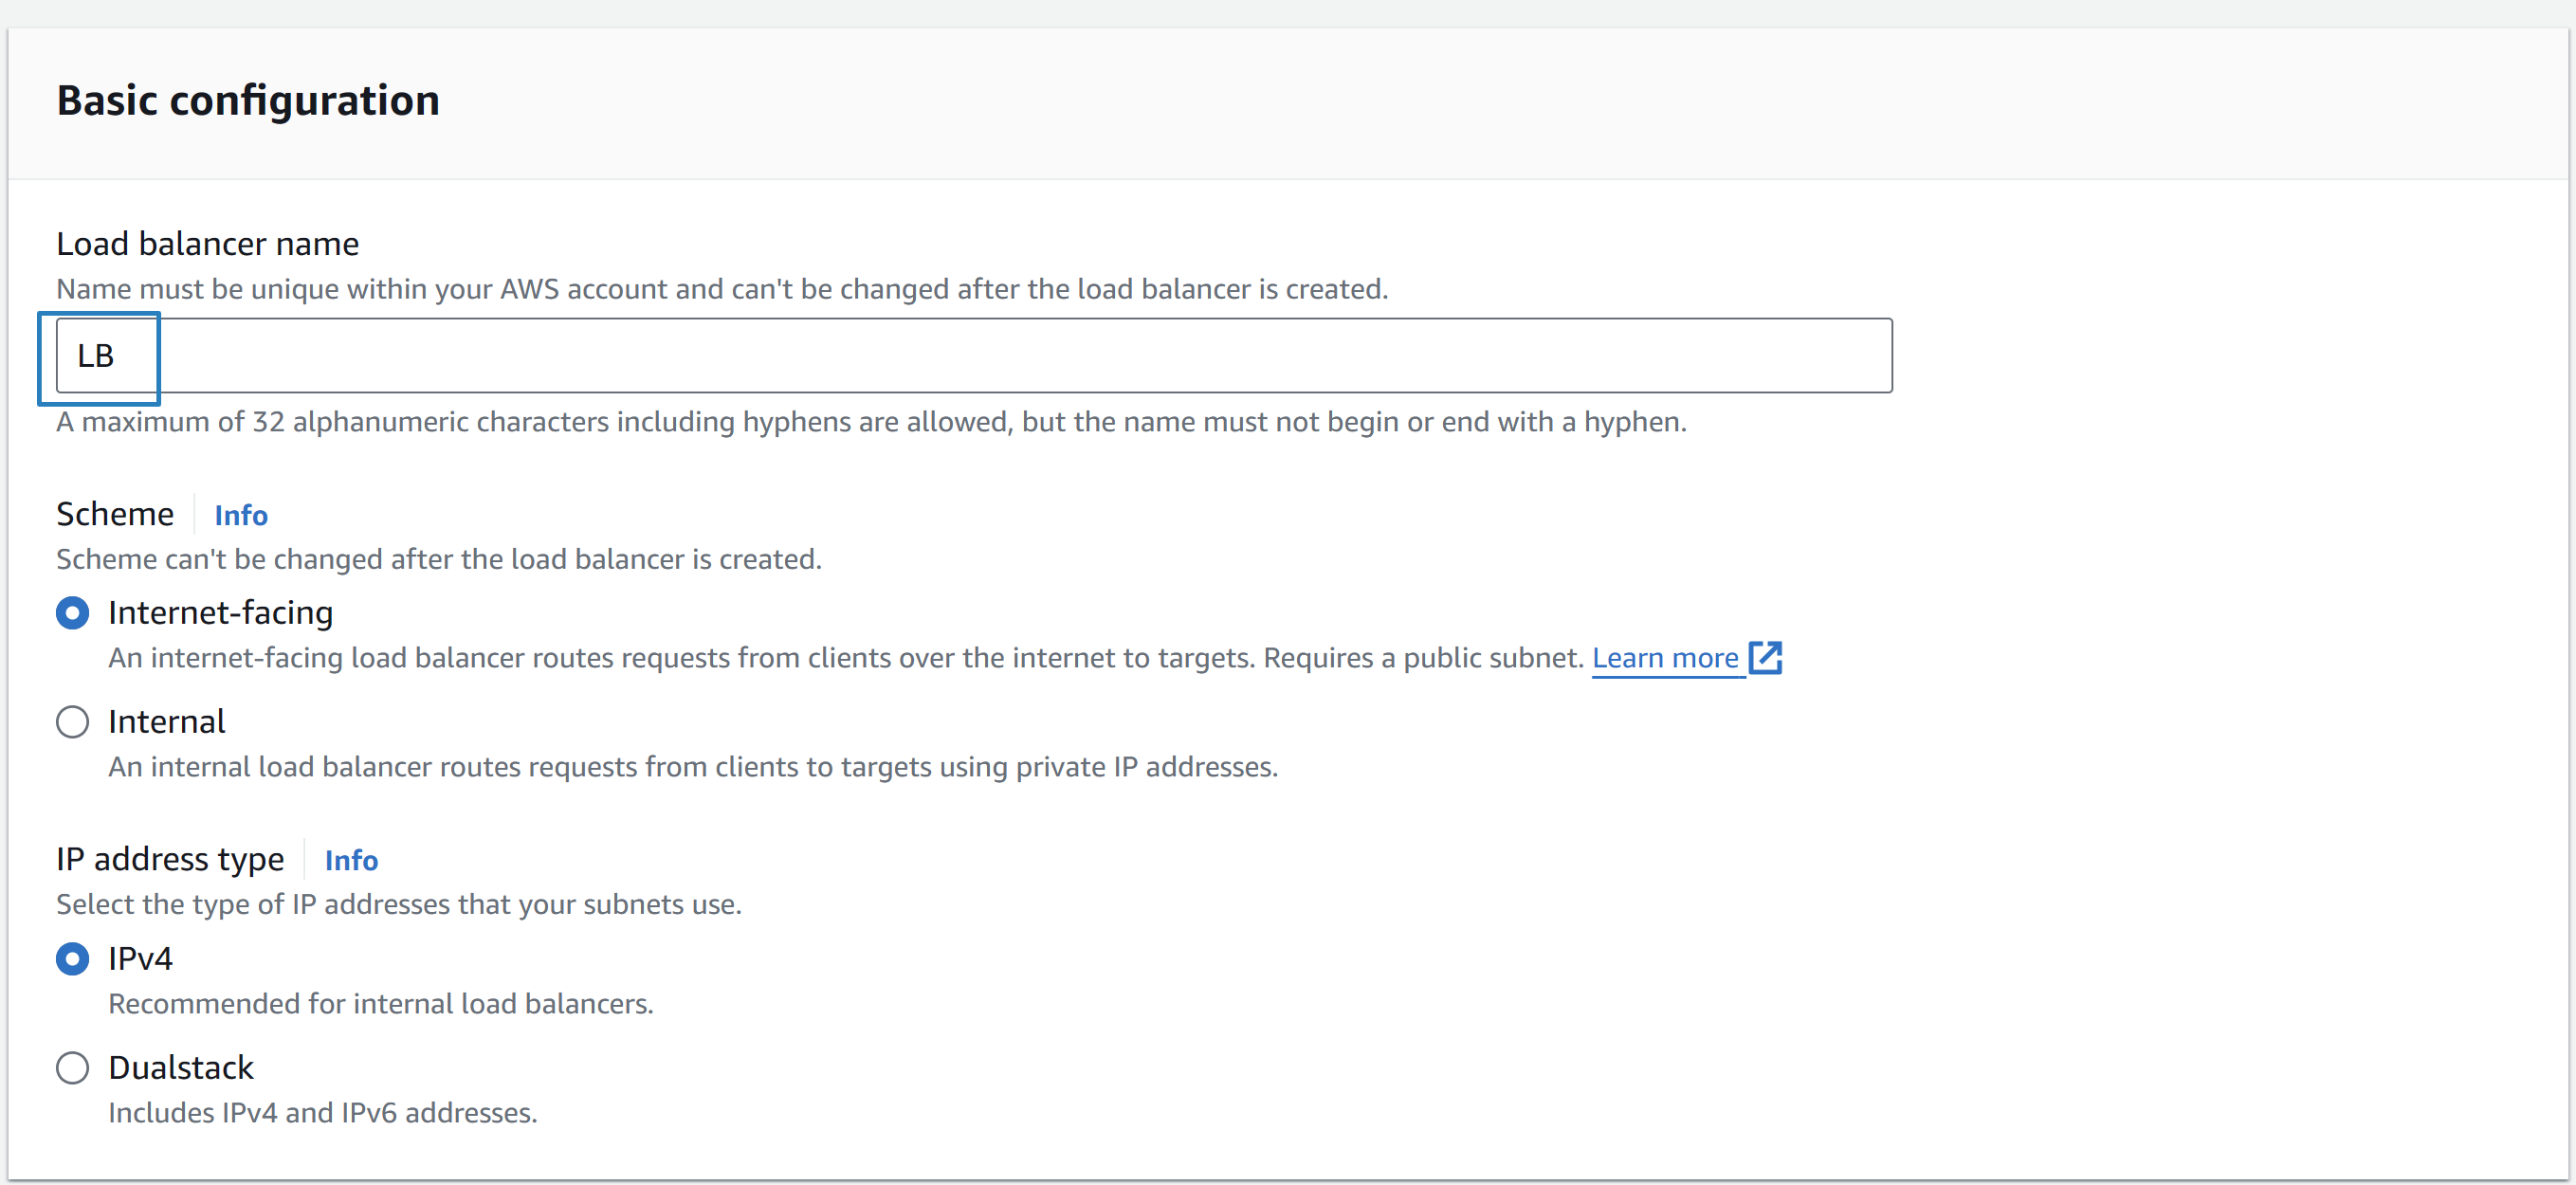 Basic configuration
Load balancer name
Name must be unique within your AWS account and can't be changed after the load balancer is created.
LB
A maximum of 32 alphanumeric characters including hyphens are allowed, but the name must not begin or end with a hyphen.
Scheme Info
Scheme can't be changed after the load balancer is created.
Internet-facing
An internet-facing load balancer routes requests from clients over the internet to targets. Requires a public subnet. Learn more
Internal
An internal load balancer routes requests from clients to targets using private IP addresses.
IP address type Info
Select the type of IP addresses that your subnets use.
IPv4
Recommended for internal load balancers.
Dualstack
Includes IPv4 and IPv6 addresses.